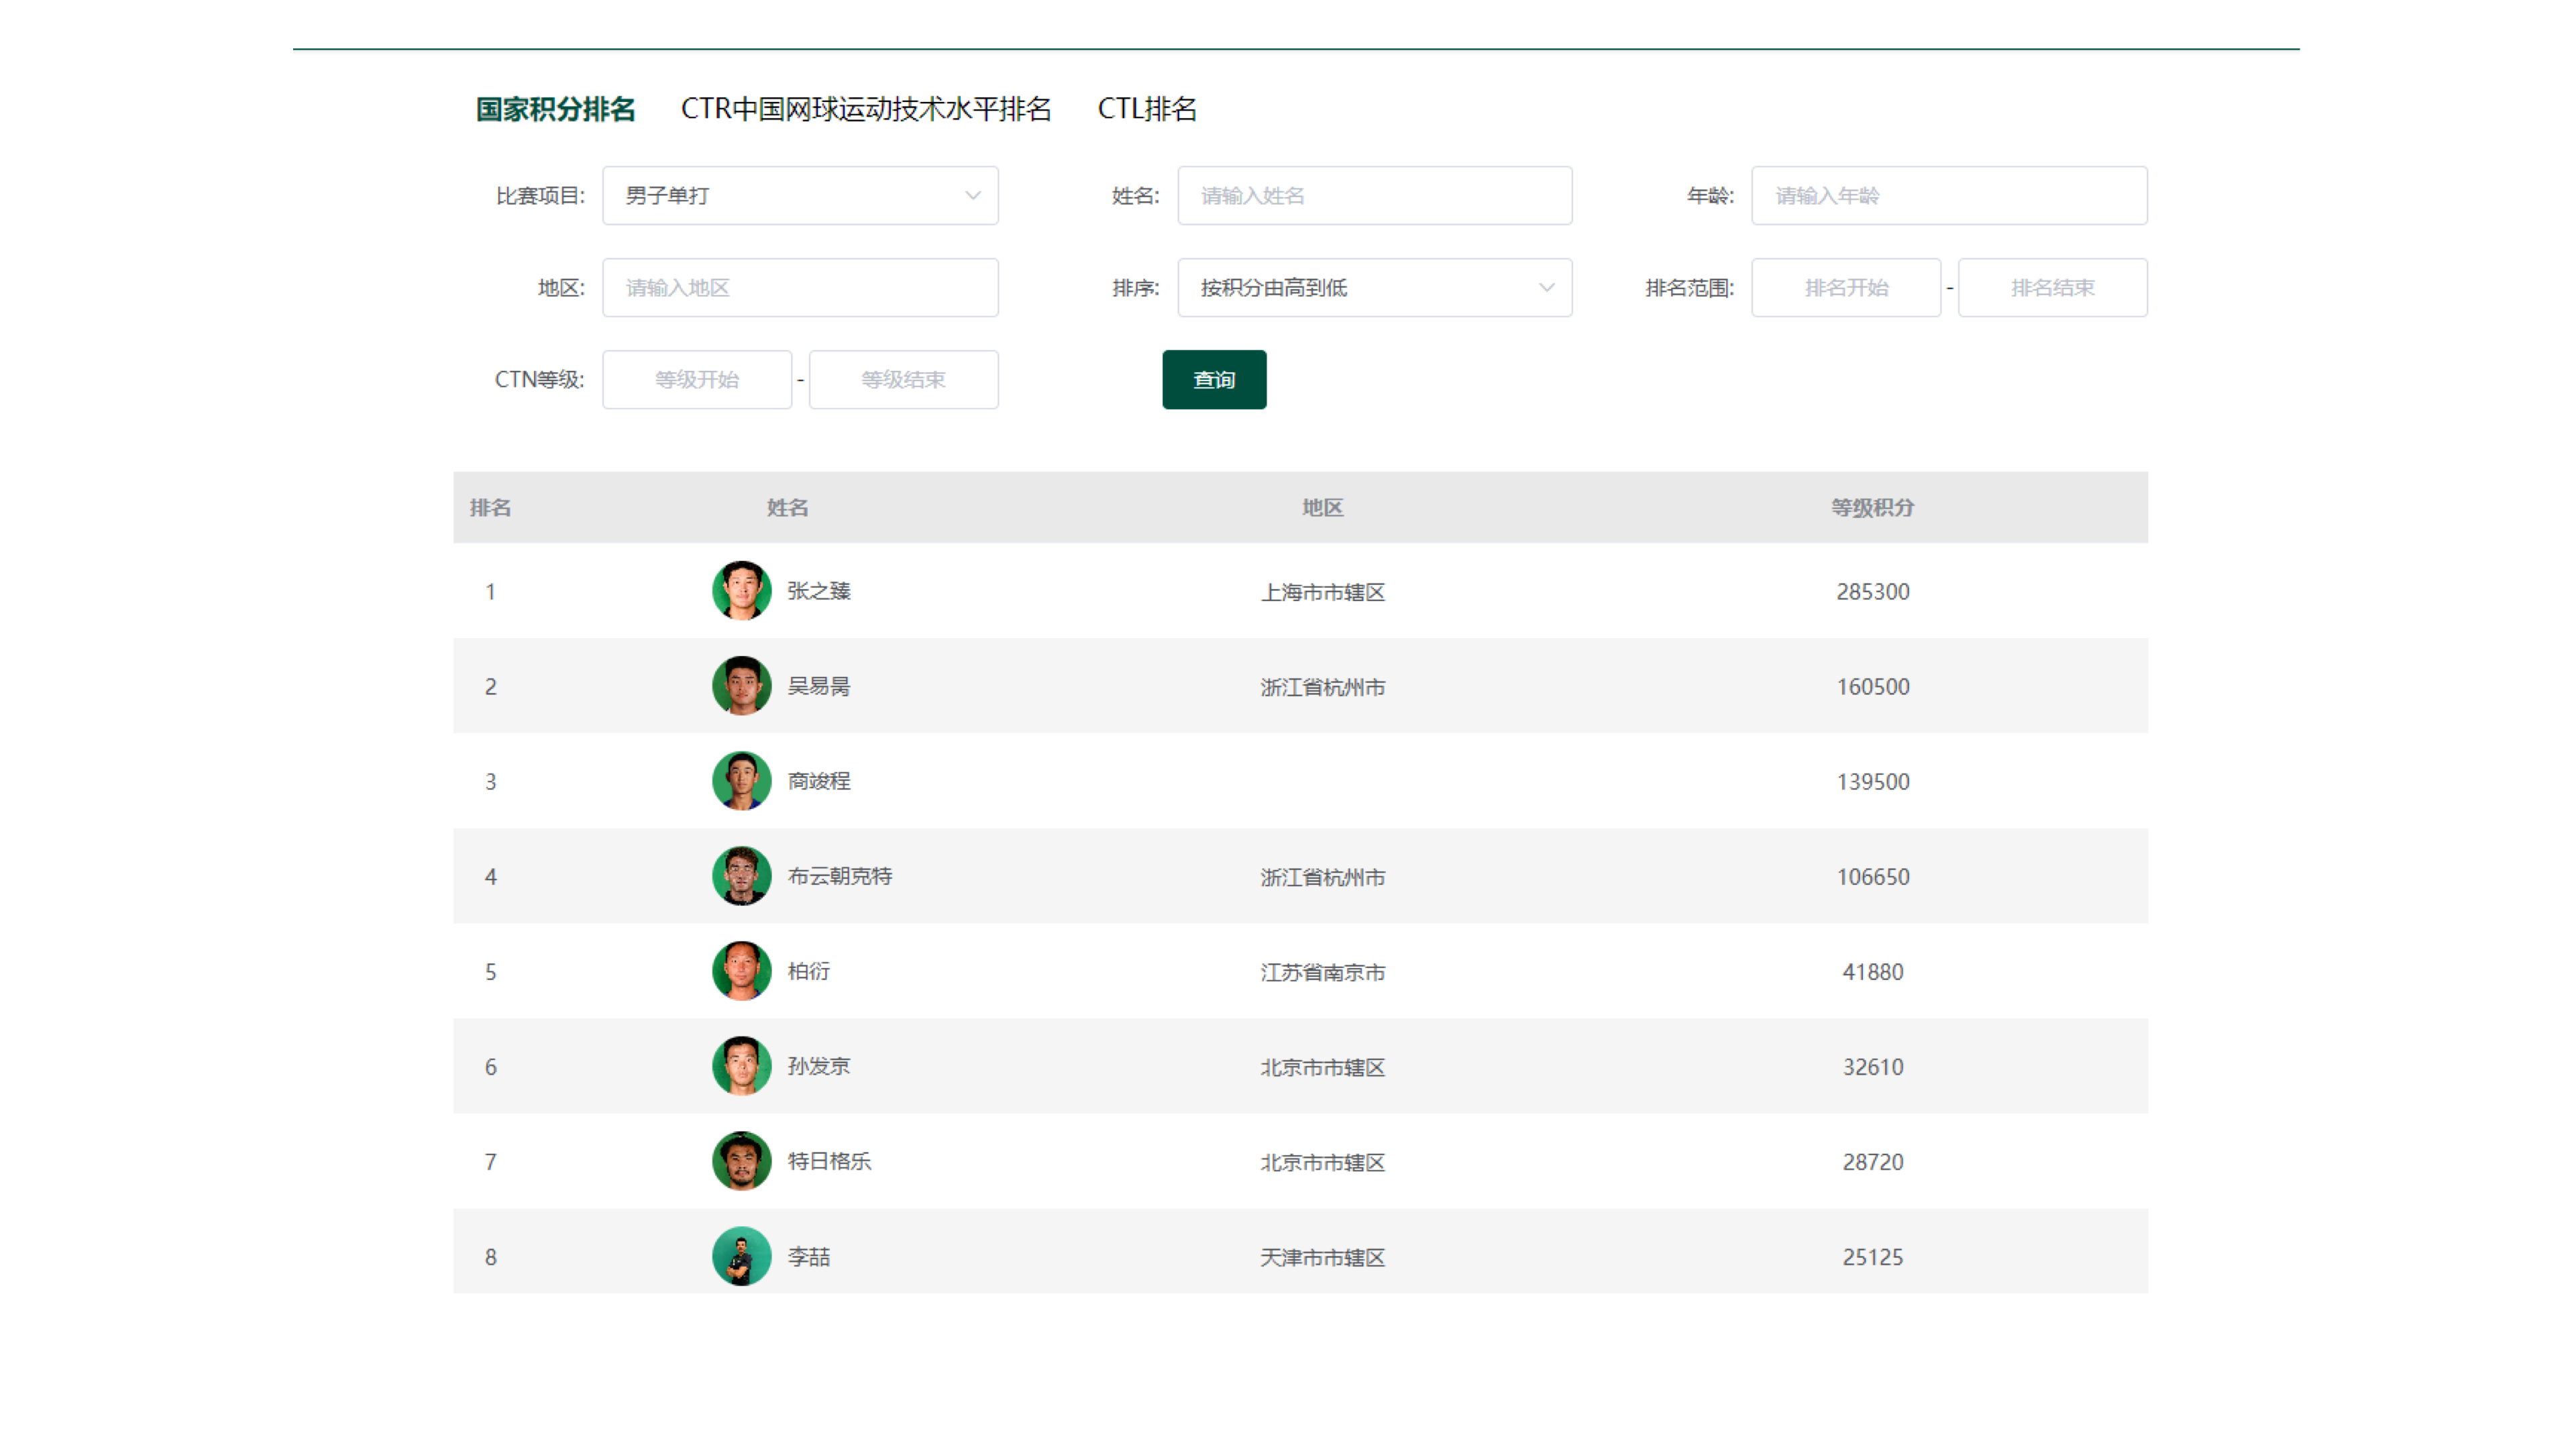 国家积分排名 CTR中国网球运动技术水平排名 CTL排名
比赛项目: 男子单打 姓名: 请输入姓名 年龄: 请输入年龄
地区: 请输入地区 排序: 按积分由高到低 排名范围: 排名开始 - 排名结束
CTN等级: 等级开始 - 等级结束 查询
排名 姓名 地区 等级积分
1 张之臻 上海市市辖区 285300
2 吴易昺 浙江省杭州市 160500
3 商竣程 139500
4 布云朝克特 浙江省杭州市 106650
5 柏衍 江苏省南京市 41880
6 孙发京 北京市市辖区 32610
7 特日格乐 北京市市辖区 28720
8 李喆 天津市市辖区 25125